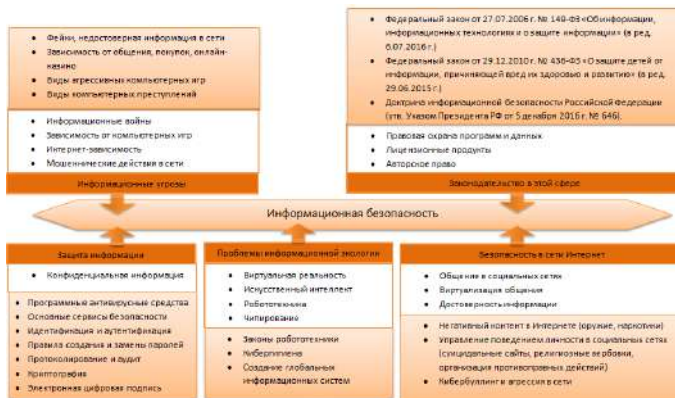 Фейки, недостоверная информация в сети
Зависимость от общения, покупок, онлайн-
казино
Виды агрессивных компьютерных игр
Виды компьютерных преступлений
Информационные войны
Зависимость от компьютерных игр
Интернет-зависимость
Мошеннические действия в сети
Информационные угрозы
Федеральный закон от 27.07.2006 г. № 149-ФЗ «Об информации,
информационных технологиях и о защите информации» (в ред.
6.07.2016 г.)
Федеральный закон от 29.12.2010 г. № 436-ФЗ «О защите детей от
информации, причиняющей вред их здоровью и развитию» (в ред.
29.06.2015 г.)
Доктрина информационной безопасности Российской Федерации
(утв. Указом Президента РФ от 5 декабря 2016 г. № 646).
Правовая охрана программ и данных
Лицензионные продукты
Авторское право
Законодательство в этой сфере
Информационная безопасность
Защита информации
Конфиденциальная информация
Программные антивирусные средства
Основные сервисы безопасности
Идентификация и аутентификация
Правила создания и замены паролей
Протоколирование и аудит
Криптография
Электронная цифровая подпись
Проблемы информационной экологии
Виртуальная реальность
Искусственный интеллект
Робототехника
Чипирование
Законы робототехники
Кибергигиена
Создание глобальных
информационных систем
Безопасность в сети Интернет
Общение в социальных сетях
Виртуализация общения
Достоверность информации
Негативный контент в Интернете (оружие, наркотики)
Управление поведением личности в социальных сетях
(суицидальные сайты, религиозные вербовки,
организация противоправных действий)
Кибербуллинг и агрессия в сети